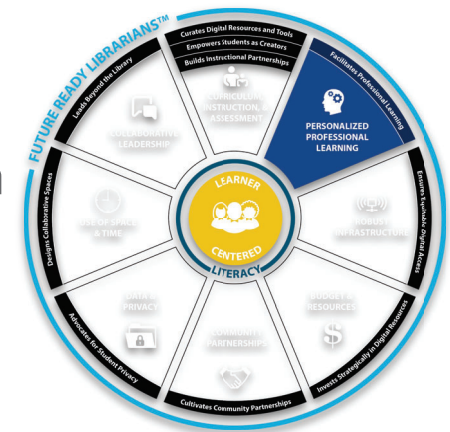 FUTURE READY LIBRARIANS™
Curates Digital Resources and Tools
Empowers Students as Creators
Builds Instructional Partnerships
CURRICULUM,
INSTRUCTION, &
ASSESSMENT
Facilitates Professional Learning
PERSONALIZED
PROFESSIONAL
LEARNING
Ensures Equitable Digital Access
ROBUST
INFRASTRUCTURE
Invests Strategically in Digital Resources
BUDGET &
RESOURCES
$
Cultivates Community Partnerships
COMMUNITY
PARTNERSHIPS
Advocates for Student Privacy
DATA &
PRIVACY
Designs Collaborative Spaces
USE OF SPACE
& TIME
Leads Beyond the Library
COLLABORATIVE
LEADERSHIP
LEARNER
CENTERED
LITERACY